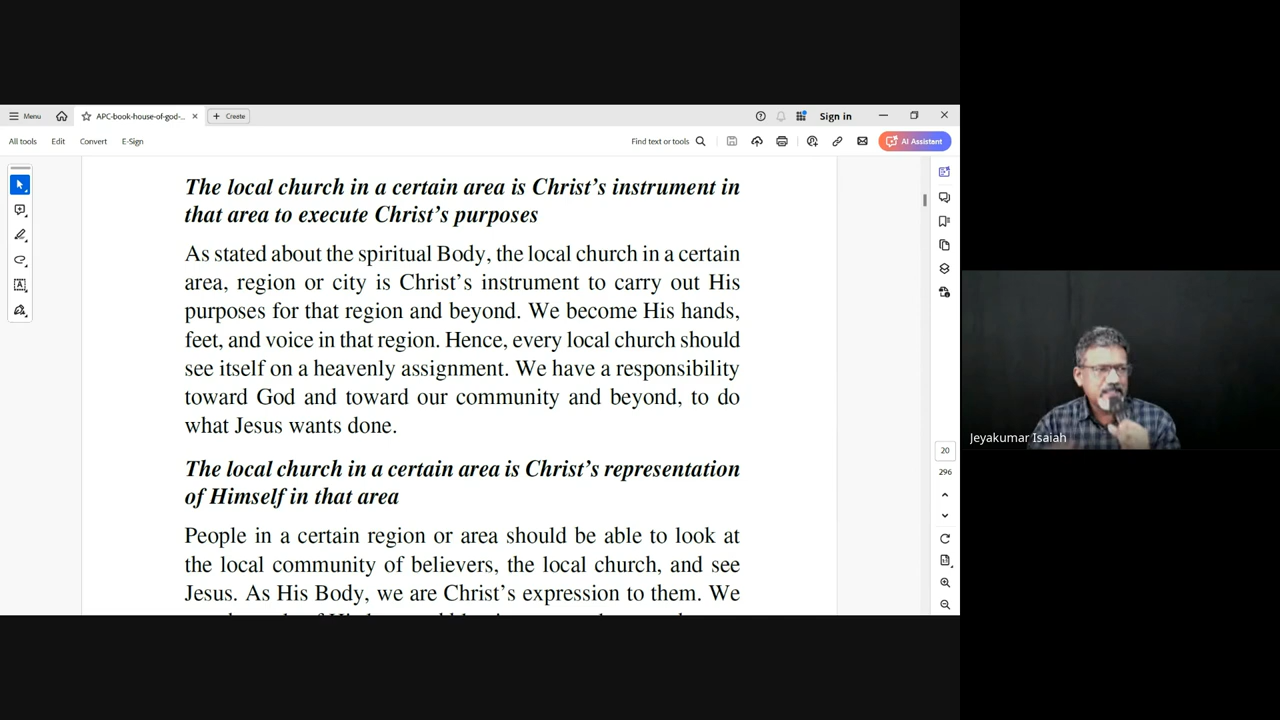 Menu
APC-book-house-of-god-...
Create
Sign in
All tools
Edit
Convert
E-Sign
Find text or tools
AI Assistant
The local church in a certain area is Christ's instrument in
that area to execute Christ's purposes
As stated about the spiritual Body, the local church in a certain
area, region or city is Christ's instrument to carry out His
purposes for that region and beyond. We become His hands,
feet, and voice in that region. Hence, every local church should
see itself on a heavenly assignment. We have a responsibility
toward God and toward our community and beyond, to do
what Jesus wants done.
The local church in a certain area is Christ's representation
of Himself in that area
People in a certain region or area should be able to look at
the local community of believers, the local church, and see
Jesus. As His Body, we are Christ's expression to them. We
20
296
Jeyakumar Isaiah